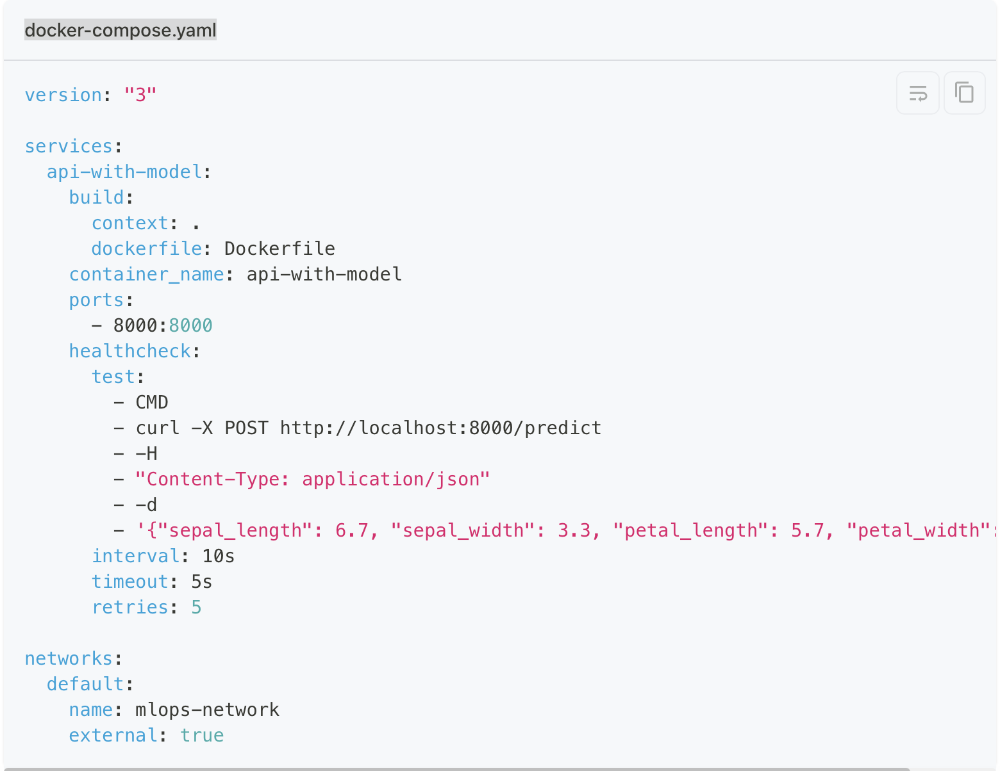 docker-compose.yaml
version: "3"
services:
  api-with-model:
    build:
      context: .
      dockerfile: Dockerfile
    container_name: api-with-model
    ports:
      - 8000:8000
    healthcheck:
      test:
        - CMD
        - curl -X POST http://localhost:8000/predict
        - -H
        - "Content-Type: application/json"
        - -d
        - '{"sepal_length": 6.7, "sepal_width": 3.3, "petal_length": 5.7, "petal_width":
      interval: 10s
      timeout: 5s
      retries: 5
networks:
  default:
    name: mlops-network
    external: true